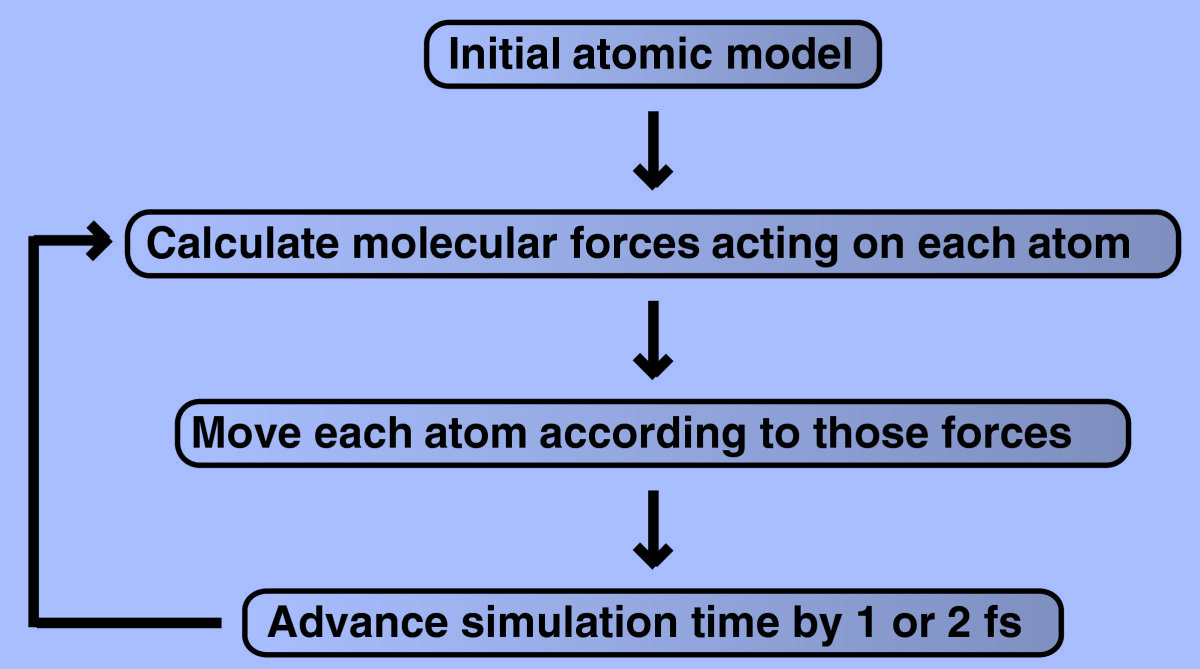 Initial atomic model
Calculate molecular forces acting on each atom
Move each atom according to those forces
Advance simulation time by 1 or 2 fs